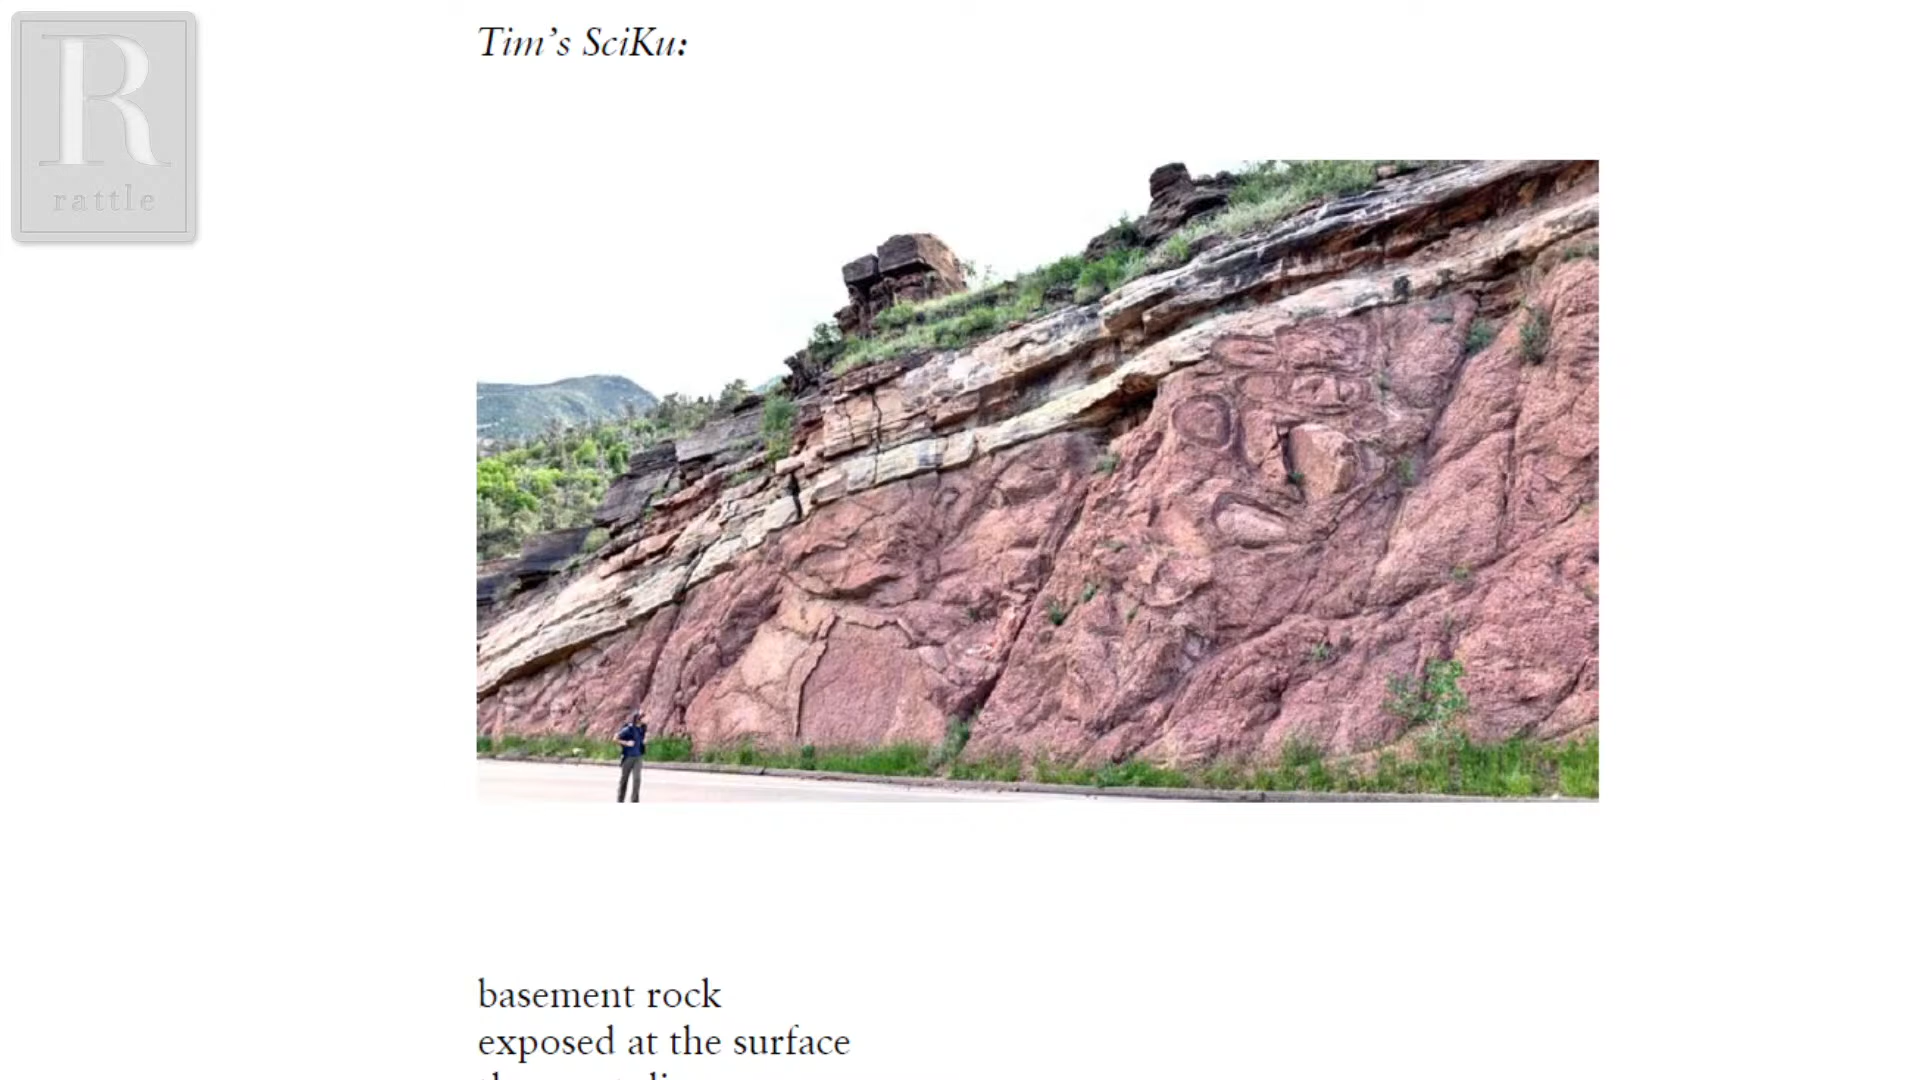 R
rattle
Tim's SciKu:
basement rock
exposed at the surface